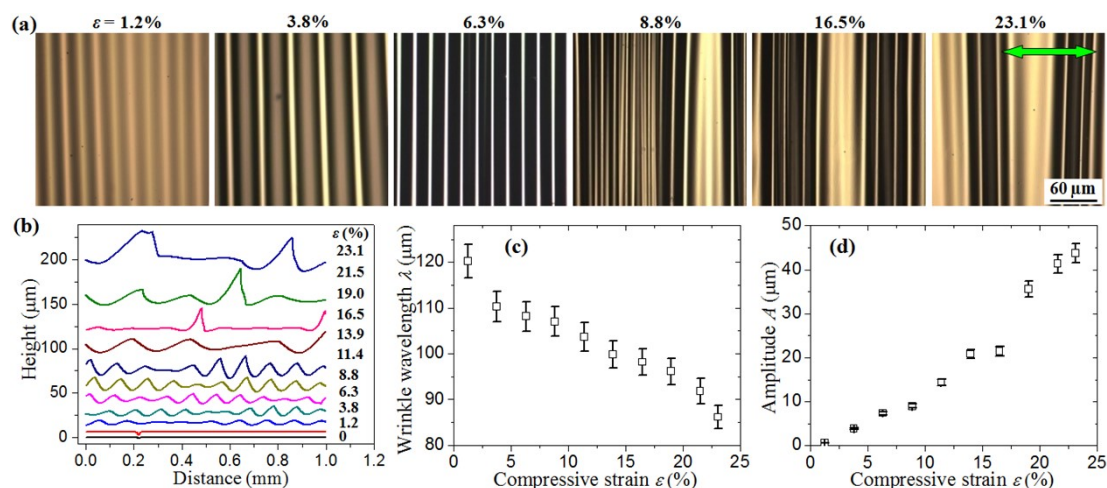 (a) ε = 1.2% 3.8% 6.3% 8.8% 16.5% 23.1%
60 µm
(b)
ε (%)
23.1
21.5
19.0
16.5
13.9
11.4
8.8
6.3
3.8
1.2
0
Height (µm)
200
150
100
50
0
0.0 0.2 0.4 0.6 0.8 1.0 1.2
Distance (mm)
(c)
Wrinkle wavelength λ (µm)
120
110
100
90
80
0 5 10 15 20 25
Compressive strain ε (%)
(d)
Amplitude A (µm)
50
40
30
20
10
0
0 5 10 15 20 25
Compressive strain ε (%)